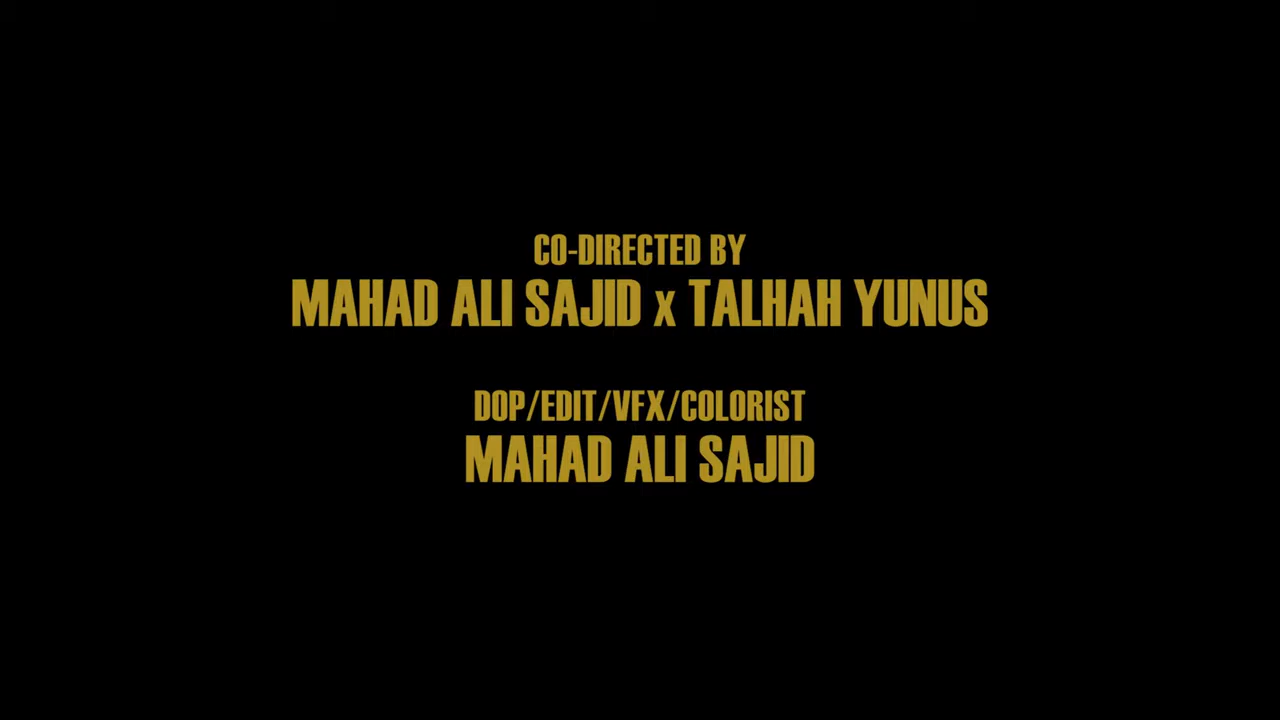 CO-DIRECTED BY
MAHAD ALI SAJID x TALHAH YUNUS
DOP/EDIT/VFX/COLORIST
MAHAD ALI SAJID